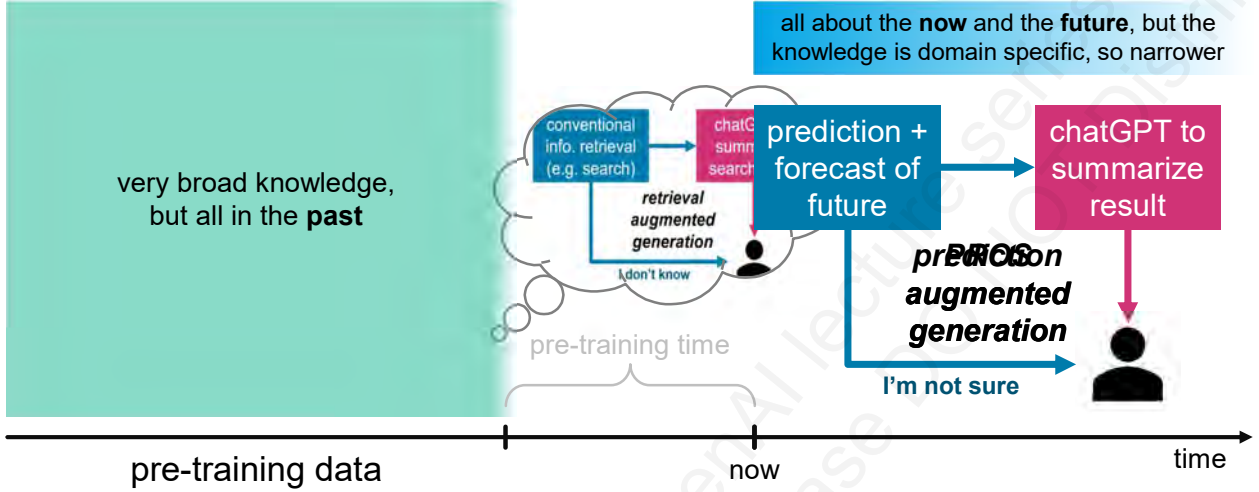 all about the now and the future, but the
knowledge is domain specific, so narrower
very broad knowledge,
but all in the past
conventional
info. retrieval
(e.g. search)
retrieval
augmented
generation
I don't know
prediction +
forecast of
future
chatGPT to
summarize
result
prediction
PROS
augmented
generation
I'm not sure
pre-training time
pre-training data
now
time